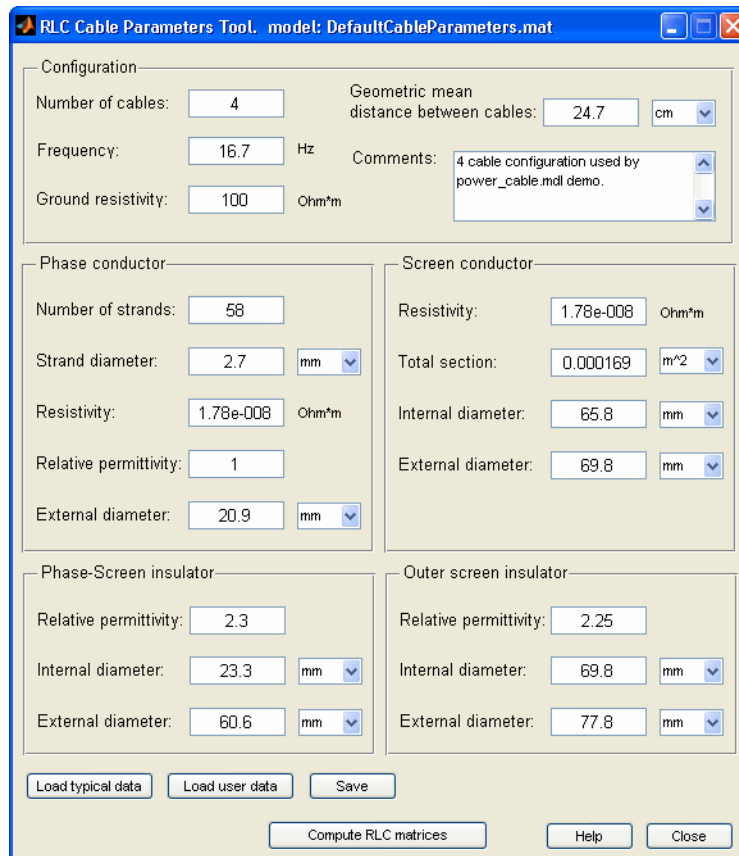 RLC Cable Parameters Tool. model: DefaultCableParameters.mat
Configuration
Number of cables: 4
Geometric mean
distance between cables: 24.7 cm
Frequency: 16.7 Hz
Comments: 4 cable configuration used by
power_cable.mdl demo.
Ground resistivity: 100 Ohm*m
Phase conductor
Number of strands: 58
Strand diameter: 2.7 mm
Resistivity: 1.78e-008 Ohm*m
Relative permittivity: 1
External diameter: 20.9 mm
Screen conductor
Resistivity: 1.78e-008 Ohm*m
Total section: 0.000169 m^2
Internal diameter: 65.8 mm
External diameter: 69.8 mm
Phase-Screen insulator
Relative permittivity: 2.3
Internal diameter: 23.3 mm
External diameter: 60.6 mm
Outer screen insulator
Relative permittivity: 2.25
Internal diameter: 69.8 mm
External diameter: 77.8 mm
Load typical data Load user data Save
Compute RLC matrices Help Close